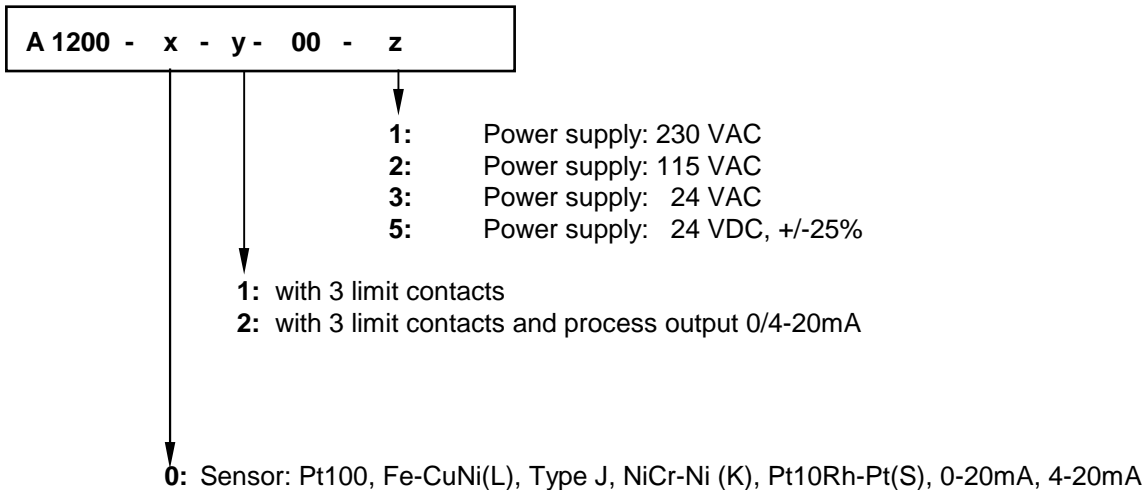 A 1200 - x - y - 00 - z
1: Power supply: 230 VAC
2: Power supply: 115 VAC
3: Power supply: 24 VAC
5: Power supply: 24 VDC, +/-25%
1: with 3 limit contacts
2: with 3 limit contacts and process output 0/4-20mA
0: Sensor: Pt100, Fe-CuNi(L), Type J, NiCr-Ni (K), Pt10Rh-Pt(S), 0-20mA, 4-20mA